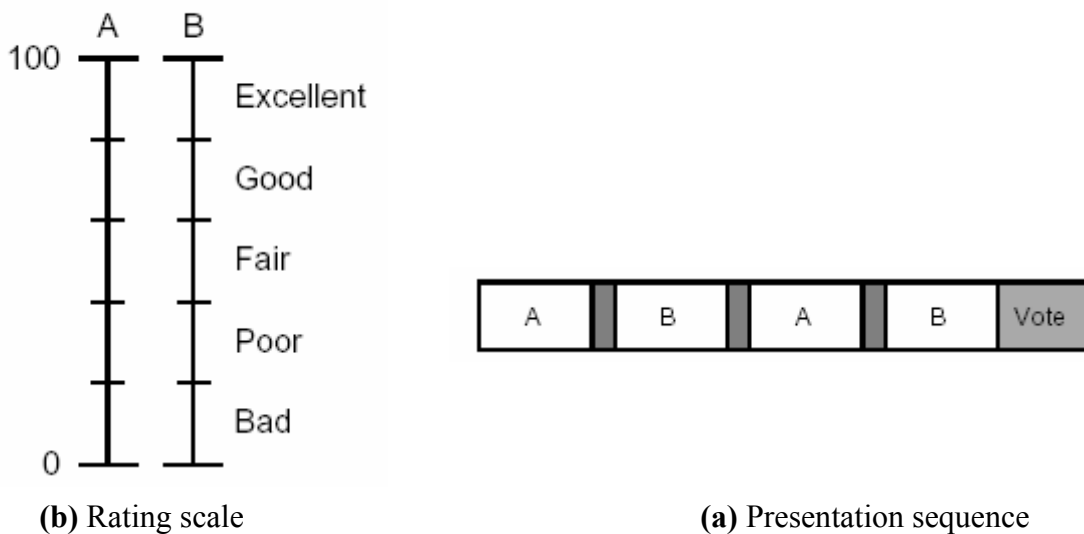 A B
100
Excellent
Good
Fair
Poor
Bad
0
A B A B Vote
(b) Rating scale
(a) Presentation sequence